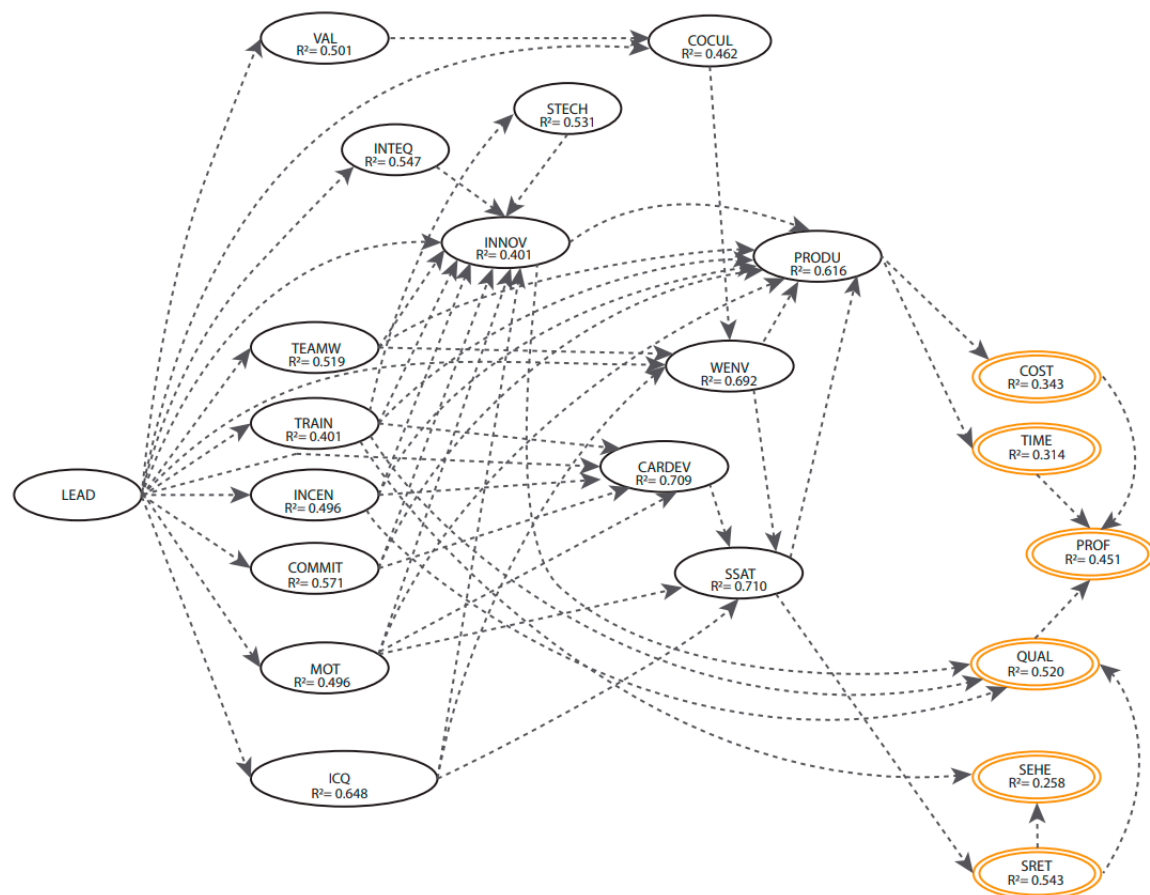 VAL
R²= 0.501
COCUL
R²= 0.462
STECH
R²= 0.531
INTEQ
R²= 0.547
INNOV
R²= 0.401
PRODU
R²= 0.616
TEAMW
R²= 0.519
WENV
R²= 0.692
COST
R²= 0.343
TRAIN
R²= 0.401
TIME
R²= 0.314
CARDEV
R²= 0.709
LEAD
INCEN
R²= 0.496
PROF
R²= 0.451
COMMIT
R²= 0.571
SSAT
R²= 0.710
MOT
R²= 0.496
QUAL
R²= 0.520
ICQ
R²= 0.648
SEHE
R²= 0.258
SRET
R²= 0.543